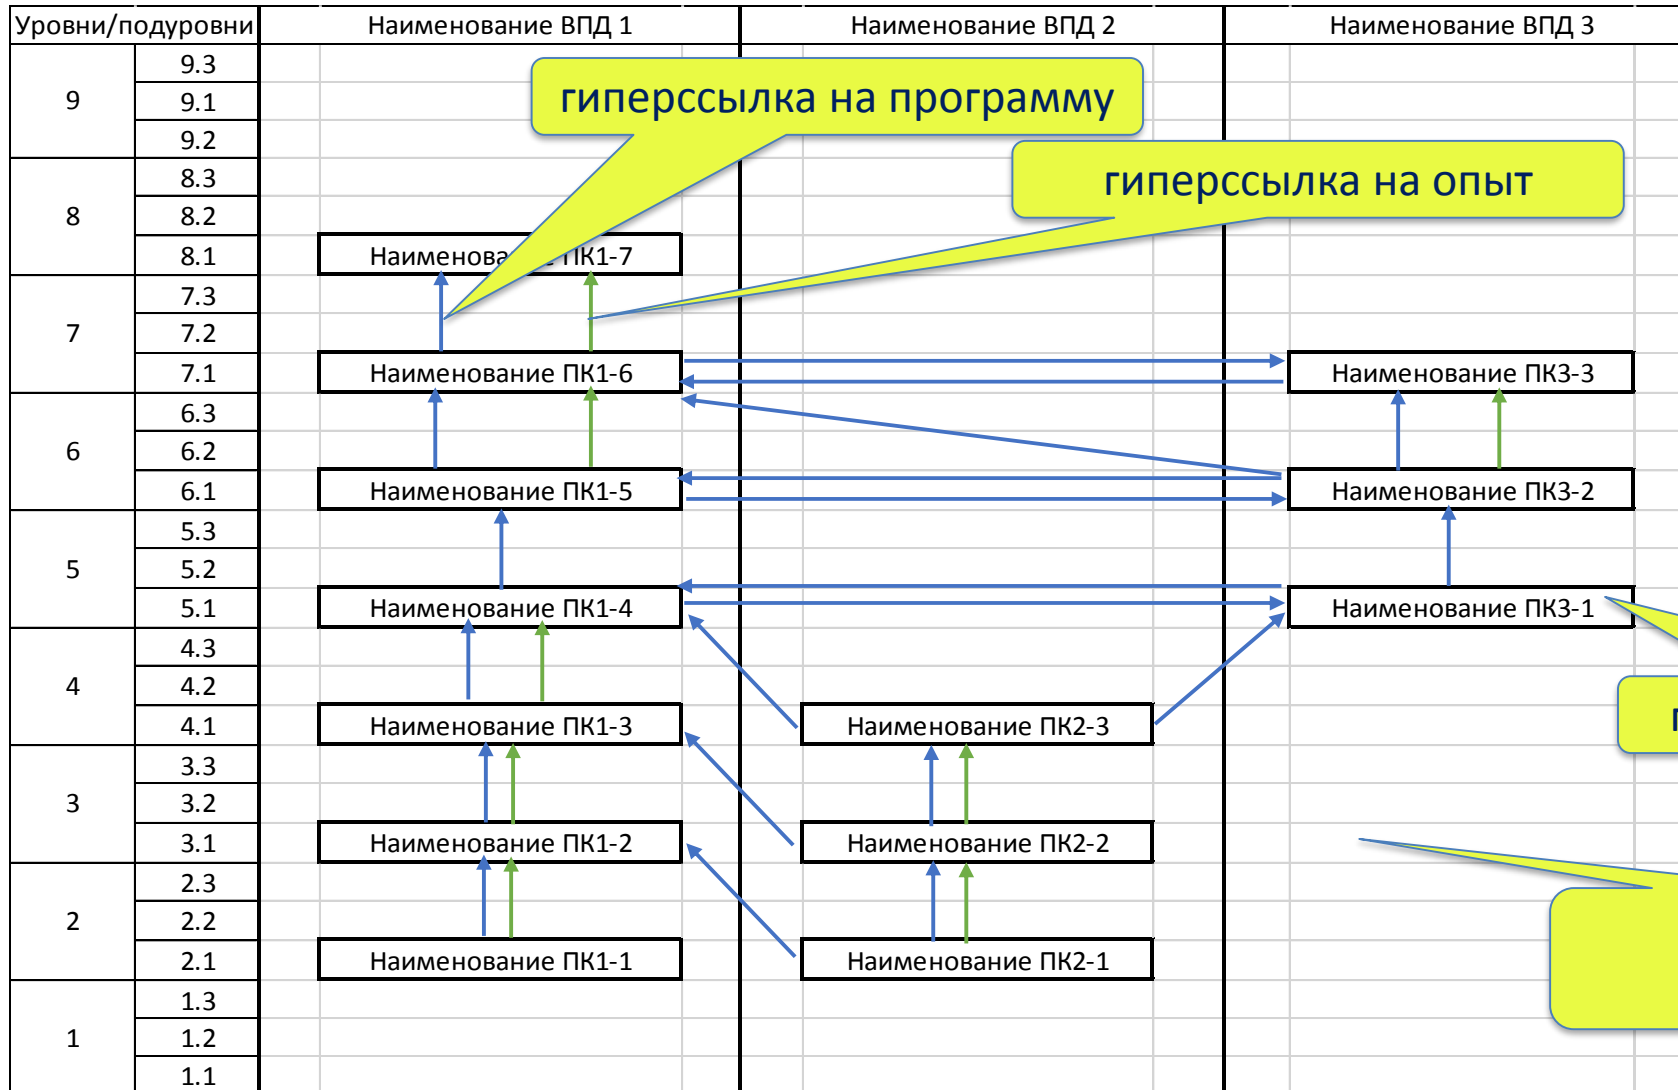 Уровни/подуровни Наименование ВПД 1 Наименование ВПД 2 Наименование ВПД 3
9.3
гиперссылка на программу
9 9.1
9.2
8.3
гиперссылка на опыт
8 8.2
8.1 Наименование ПК1-7
7.3
7 7.2
7.1 Наименование ПК1-6 Наименование ПК3-3
6.3
6 6.2
6.1 Наименование ПК1-5 Наименование ПК3-2
5.3
5 5.2
5.1 Наименование ПК1-4 Наименование ПК3-1
4.3
4 4.2
4.1 Наименование ПК1-3 Наименование ПК2-3
3.3
3 3.2
3.1 Наименование ПК1-2 Наименование ПК2-2
2.3
2 2.2
2.1 Наименование ПК1-1 Наименование ПК2-1
1.3
1 1.2
1.1